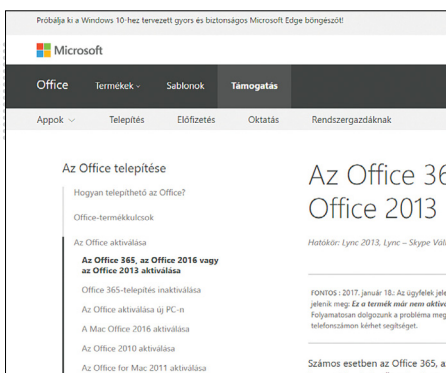 Próbálja ki a Windows 10-hez tervezett gyors és biztonságos Microsoft Edge böngészőt!
Microsoft
Office Termékek Sablonok Támogatás
Appok Telepítés Előfizetés Oktatás Rendszergazdáknak
Az Office telepítése
Hogyan telepíthető az Office?
Office-termékkulcsok
Az Office aktiválása
Az Office 365, az Office 2016 vagy
az Office 2013 aktiválása
Office 365-telepítés inaktiválása
Az Office aktiválása új PC-n
A Mac Office 2016 aktiválása
Az Office 2010 aktiválása
Az Office for Mac 2011 aktiválása
Az Office 36
Office 2013
Hatókör: Lync 2013, Lync – Skype Vál
FONTOS : 2017. január 18.: Az ügyfelek jele
jelenik meg: Ez a termék már nem aktivá
Folyamatosan dolgozunk a probléma meg
telefonszámon kérhet segítséget.
Számos esetben az Office 365, az